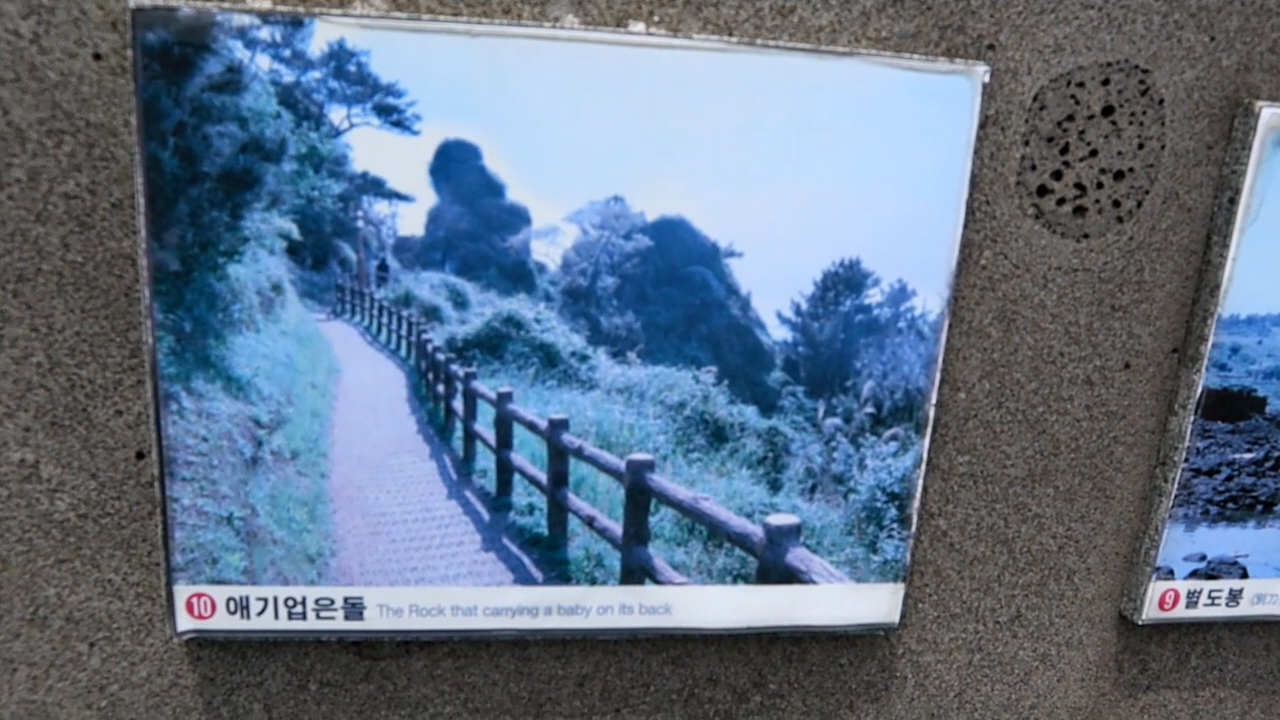 10 애기업은돌 The Rock that carrying a baby on its back
9 별도봉